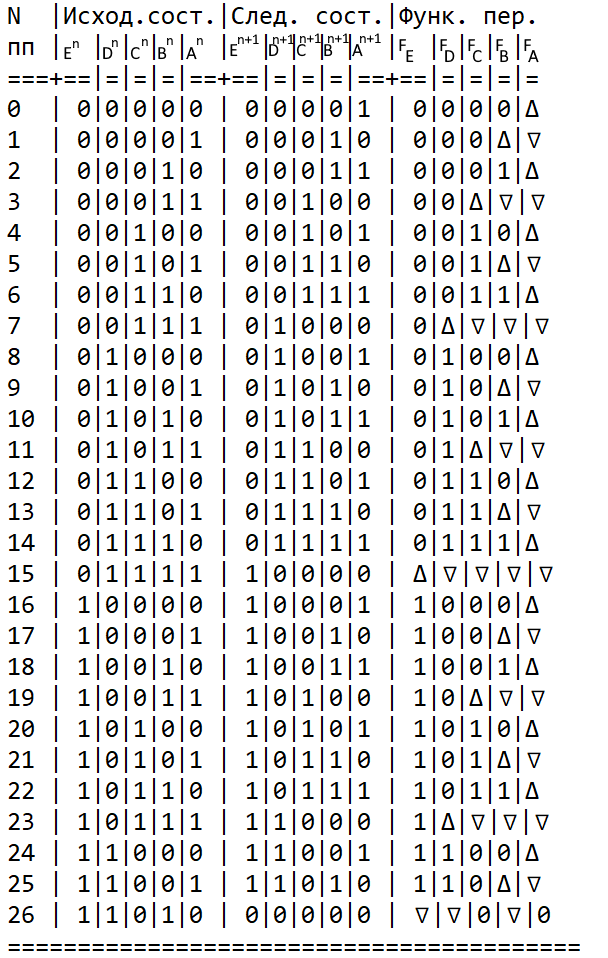 N |Исход.сост.|След. сост.|Функ. пер.
пп |Eⁿ|Dⁿ|Cⁿ|Bⁿ|Aⁿ|Eⁿ⁺¹|Dⁿ⁺¹|Cⁿ⁺¹|Bⁿ⁺¹|Aⁿ⁺¹|F_E|F_D|F_C|F_B|F_A
===+==|=|=|=|==+==|=|=|=|==+==|=|=|=|=
0 | 0|0|0|0|0 | 0|0|0|0|1 | 0|0|0|0|∆
1 | 0|0|0|0|1 | 0|0|0|1|0 | 0|0|0|∆|∇
2 | 0|0|0|1|0 | 0|0|0|1|1 | 0|0|0|1|∆
3 | 0|0|0|1|1 | 0|0|1|0|0 | 0|0|∆|∇|∇
4 | 0|0|1|0|0 | 0|0|1|0|1 | 0|0|1|0|∆
5 | 0|0|1|0|1 | 0|0|1|1|0 | 0|0|1|∆|∇
6 | 0|0|1|1|0 | 0|0|1|1|1 | 0|0|1|1|∆
7 | 0|0|1|1|1 | 0|1|0|0|0 | 0|∆|∇|∇|∇
8 | 0|1|0|0|0 | 0|1|0|0|1 | 0|1|0|0|∆
9 | 0|1|0|0|1 | 0|1|0|1|0 | 0|1|0|∆|∇
10 | 0|1|0|1|0 | 0|1|0|1|1 | 0|1|0|1|∆
11 | 0|1|0|1|1 | 0|1|1|0|0 | 0|1|∆|∇|∇
12 | 0|1|1|0|0 | 0|1|1|0|1 | 0|1|1|0|∆
13 | 0|1|1|0|1 | 0|1|1|1|0 | 0|1|1|∆|∇
14 | 0|1|1|1|0 | 0|1|1|1|1 | 0|1|1|1|∆
15 | 0|1|1|1|1 | 1|0|0|0|0 | ∆|∇|∇|∇|∇
16 | 1|0|0|0|0 | 1|0|0|0|1 | 1|0|0|0|∆
17 | 1|0|0|0|1 | 1|0|0|1|0 | 1|0|0|∆|∇
18 | 1|0|0|1|0 | 1|0|0|1|1 | 1|0|0|1|∆
19 | 1|0|0|1|1 | 1|0|1|0|0 | 1|0|∆|∇|∇
20 | 1|0|1|0|0 | 1|0|1|0|1 | 1|0|1|0|∆
21 | 1|0|1|0|1 | 1|0|1|1|0 | 1|0|1|∆|∇
22 | 1|0|1|1|0 | 1|0|1|1|1 | 1|0|1|1|∆
23 | 1|0|1|1|1 | 1|1|0|0|0 | 1|∆|∇|∇|∇
24 | 1|1|0|0|0 | 1|1|0|0|1 | 1|1|0|0|∆
25 | 1|1|0|0|1 | 1|1|0|1|0 | 1|1|0|∆|∇
26 | 1|1|0|1|0 | 0|0|0|0|0 | ∇|∇|0|∇|0
=========================================